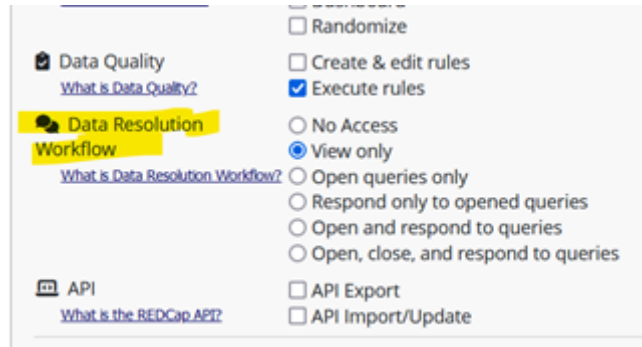 Randomize
Data Quality
Create & edit rules
What is Data Quality?
Execute rules
Data Resolution
Workflow
No Access
View only
What is Data Resolution Workflow?
Open queries only
Respond only to opened queries
Open and respond to queries
Open, close, and respond to queries
API
API Export
What is the REDCap API?
API Import/Update